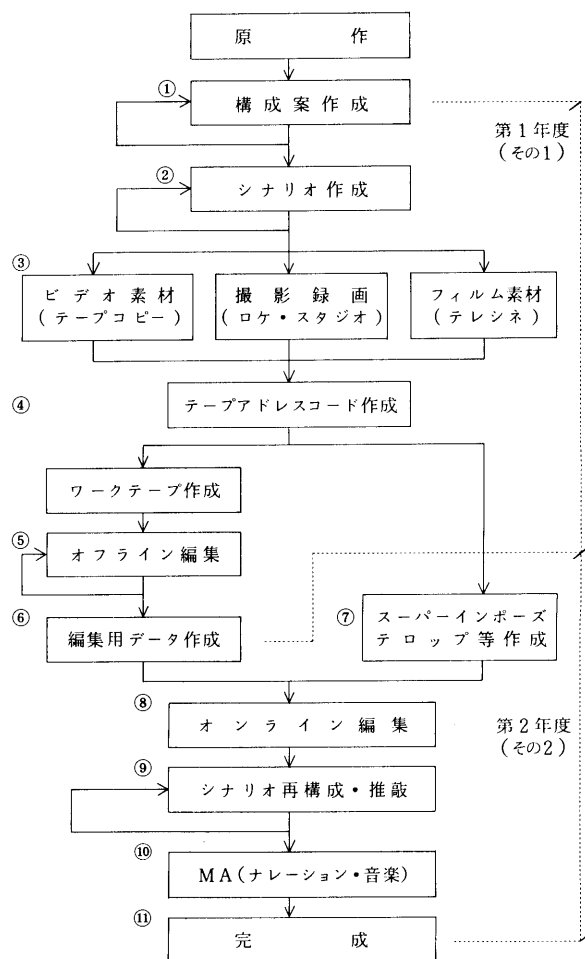 原作
①
構成案作成
第1年度
(その1)
②
シナリオ作成
③
ビデオ素材
(テープコピー)
撮影録画
(ロケ・スタジオ)
フィルム素材
(テレシネ)
④
テープアドレスコード作成
ワークテープ作成
⑤
オフライン編集
⑥
編集用データ作成
⑦
スーパーインポーズ
テロップ等作成
⑧
オンライン編集
第2年度
(その2)
⑨
シナリオ再構成・推敲
⑩
MA(ナレーション・音楽)
⑪
完成